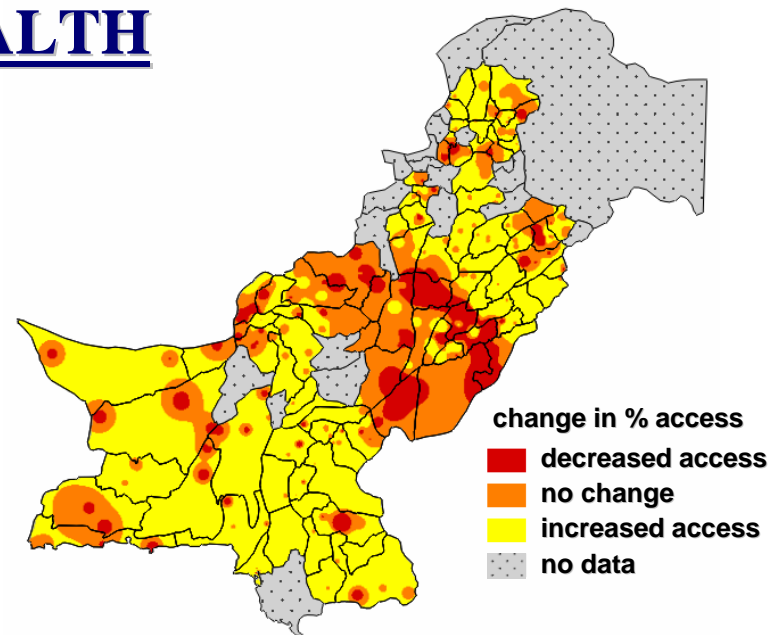 ALTH
change in % access
decreased access
no change
increased access
no data